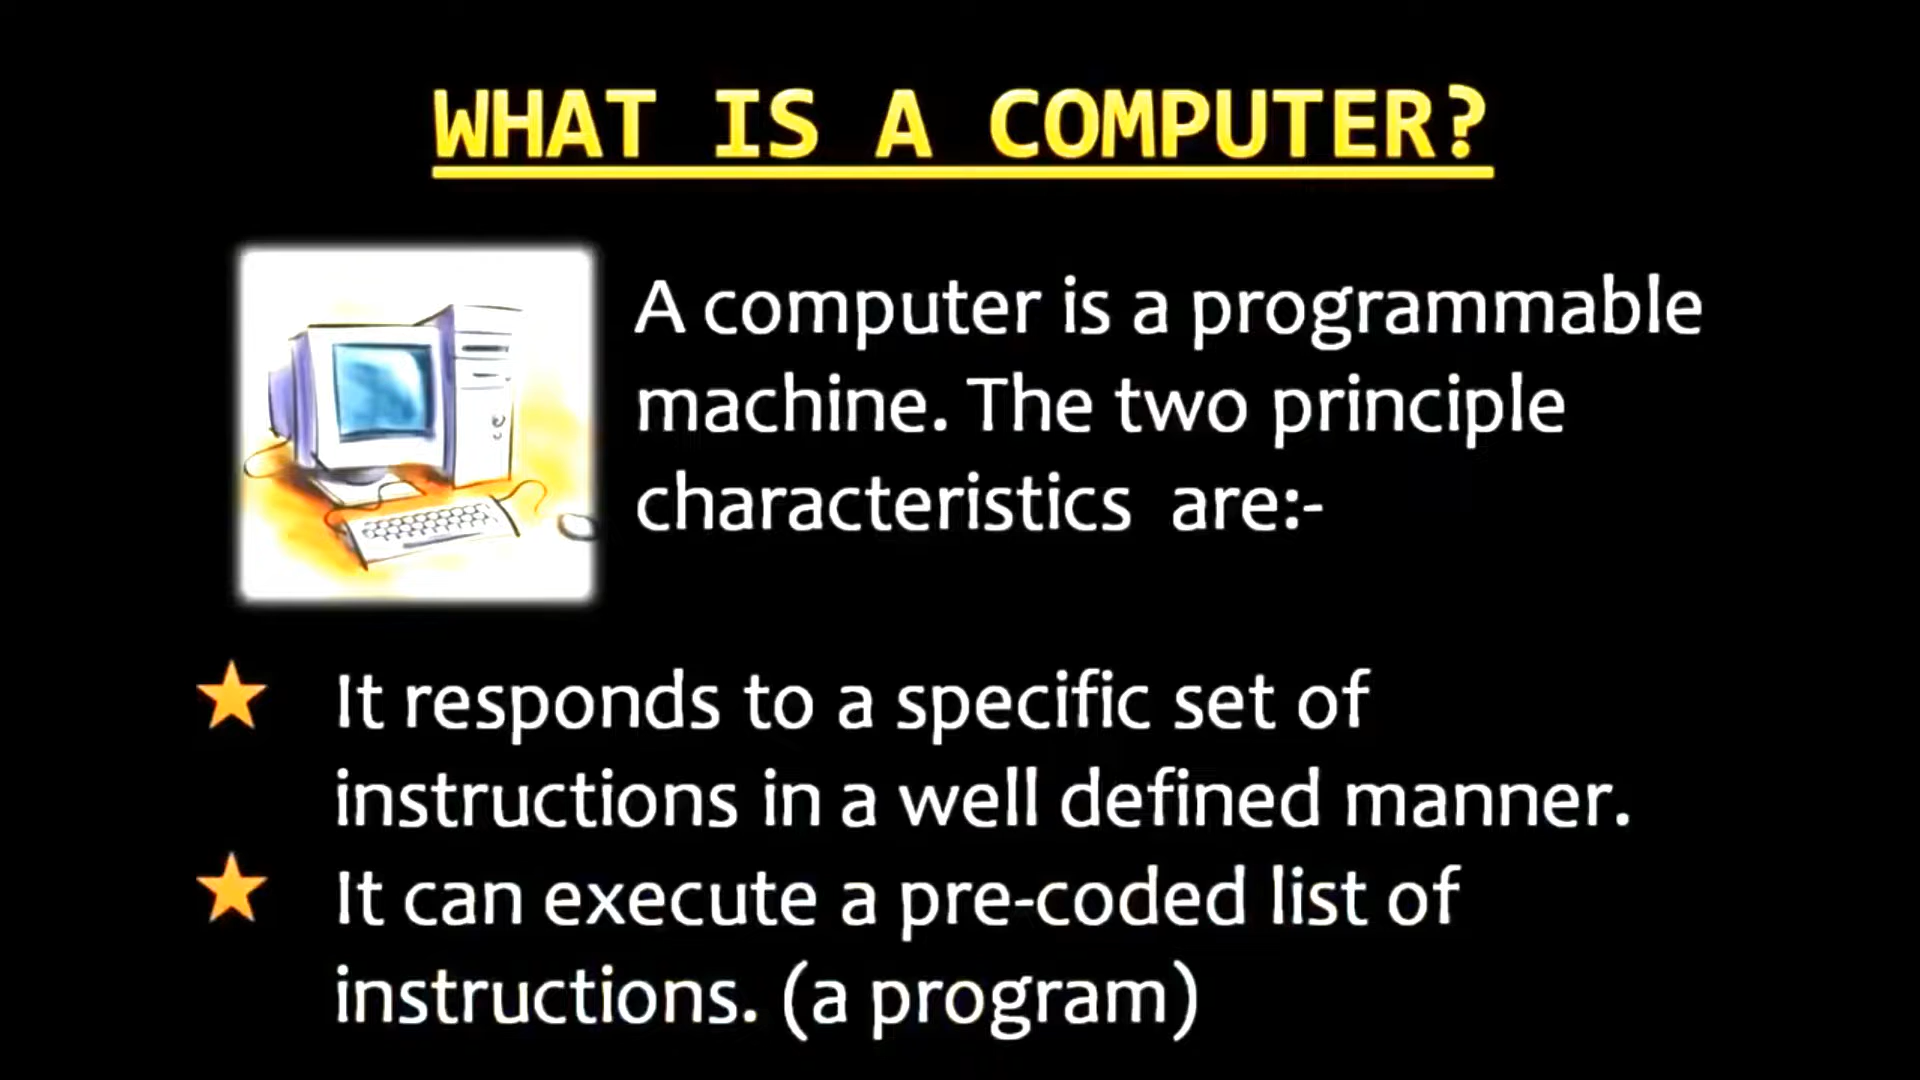 WHAT IS A COMPUTER?
A computer is a programmable
machine. The two principle
characteristics are:-
It responds to a specific set of
instructions in a well defined manner.
It can execute a pre-coded list of
instructions. (a program)